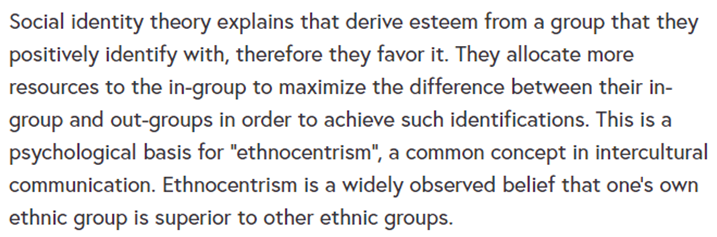 Social identity theory explains that derive esteem from a group that they
positively identify with, therefore they favor it. They allocate more
resources to the in-group to maximize the difference between their in-
group and out-groups in order to achieve such identifications. This is a
psychological basis for "ethnocentrism", a common concept in intercultural
communication. Ethnocentrism is a widely observed belief that one's own
ethnic group is superior to other ethnic groups.